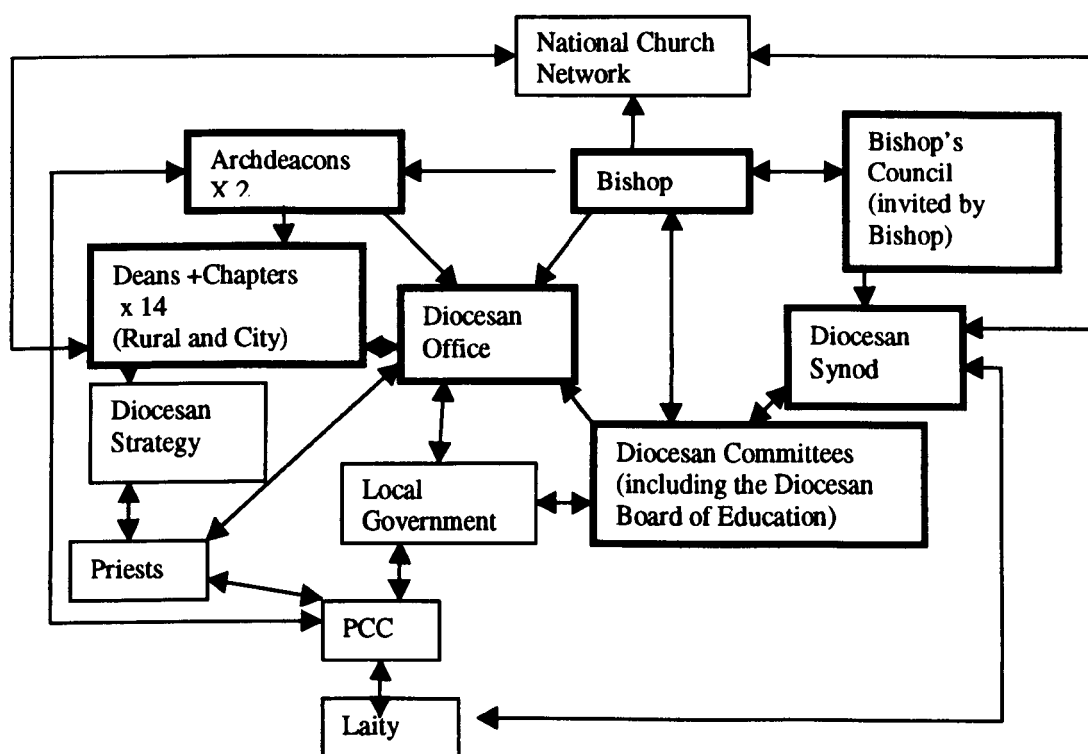 National Church
Network
Archdeacons
X 2
Bishop
Bishop's
Council
(invited by
Bishop)
Deans +Chapters
x 14
(Rural and City)
Diocesan
Office
Diocesan
Synod
Diocesan
Strategy
Diocesan Committees
(including the Diocesan
Board of Education)
Local
Government
Priests
PCC
Laity